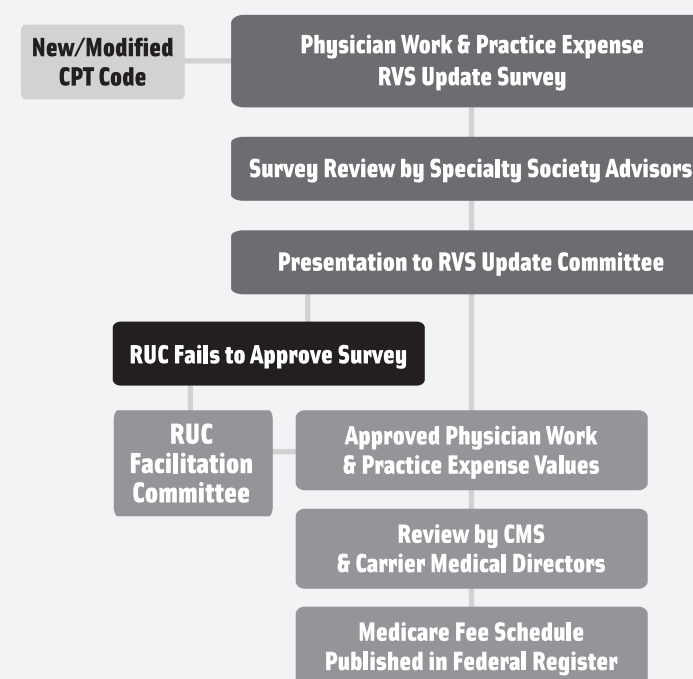 New/Modified
CPT Code
Physician Work & Practice Expense
RVS Update Survey
Survey Review by Specialty Society Advisors
Presentation to RVS Update Committee
RUC Fails to Approve Survey
RUC
Facilitation
Committee
Approved Physician Work
& Practice Expense Values
Review by CMS
& Carrier Medical Directors
Medicare Fee Schedule
Published in Federal Register